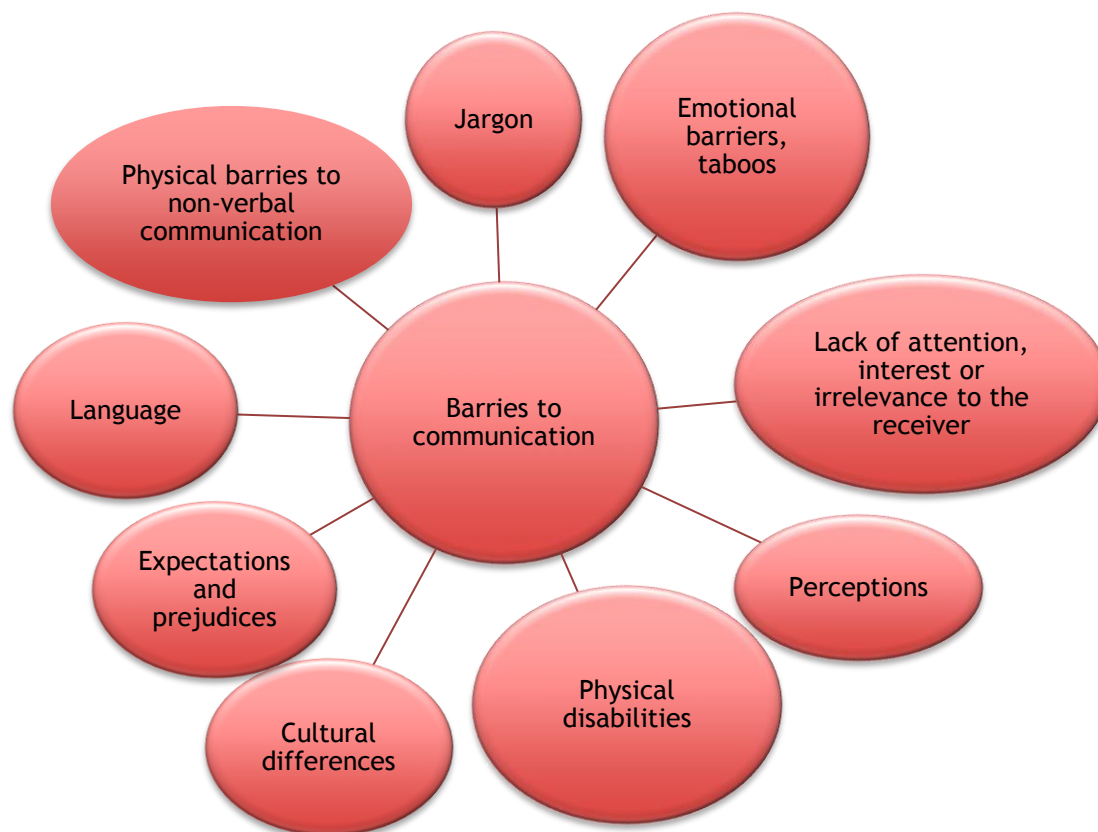 Jargon
Emotional
barriers,
taboos
Physical barries to
non-verbal
communication
Lack of attention,
interest or
irrelevance to the
receiver
Language
Barries to
communication
Expectations
and
prejudices
Perceptions
Physical
disabilities
Cultural
differences